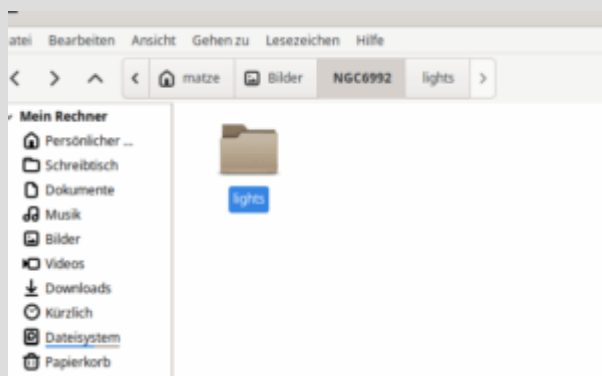 atei Bearbeiten Ansicht Gehen zu Lesezeichen Hilfe
matze Bilder NGC6992 lights
Mein Rechner
Persönlicher ...
Schreibtisch
Dokumente
Musik
Bilder
Videos
Downloads
Kürzlich
Dateisystem
Papierkorb
lights